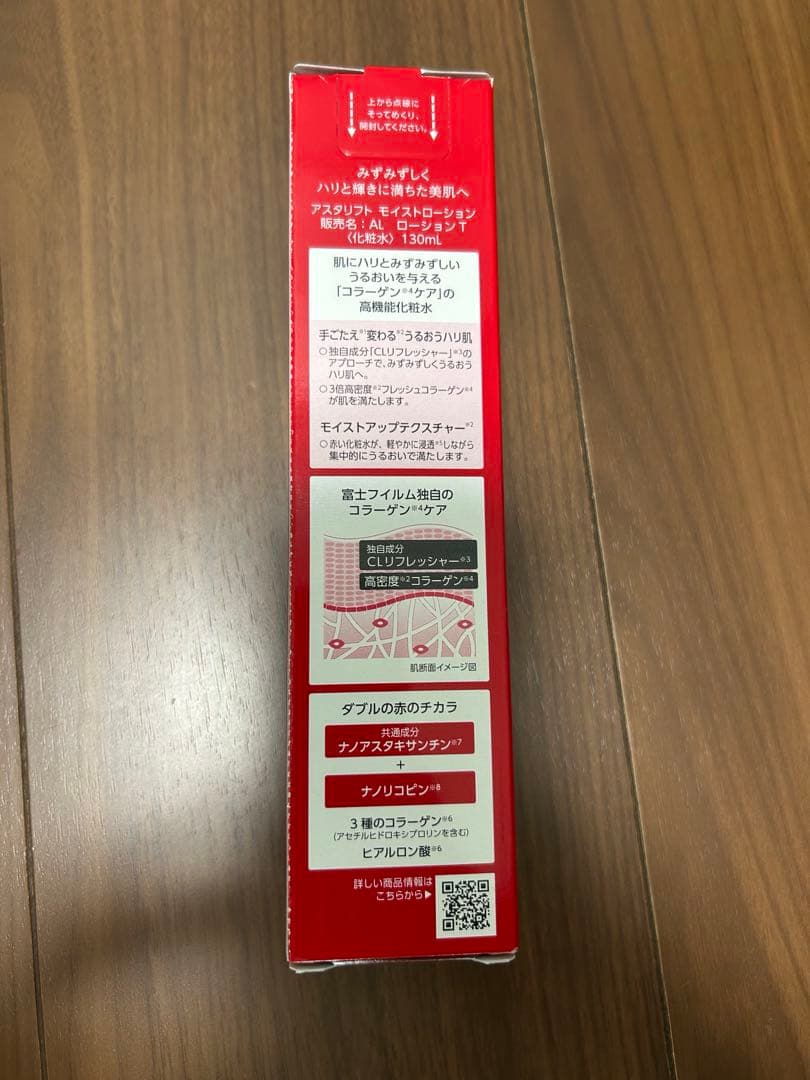 上から点線に
そってめくり、
開封してください。
みずみずしく
ハリと輝きに満ちた美肌へ
アスタリフト モイストローション
販売名:AL ローションT
〈化粧水〉130mL
肌にハリとみずみずしい
うるおいを与える
「コラーゲン※4ケア」の
高機能化粧水
手ごたえ※1変わる※2うるおうハリ肌
○独自成分「CLリフレッシャー」※3の
アプローチで、みずみずしくうるおう
ハリ肌へ。
○3倍高密度※2フレッシュコラーゲン※4
が肌を満たします。
モイストアップテクスチャー※2
○赤い化粧水が、軽やかに浸透※5しながら
集中的にうるおいで満たします。
富士フイルム独自の
コラーゲン※4ケア
独自成分
CLリフレッシャー※3
高密度※2コラーゲン※4
肌断面イメージ図
ダブルの赤のチカラ
共通成分
ナノアスタキサンチン※7
+
ナノリコピン※8
3種のコラーゲン※6
(アセチルヒドロキシプロリンを含む)
ヒアルロン酸※6
詳しい商品情報は
こちらから▶